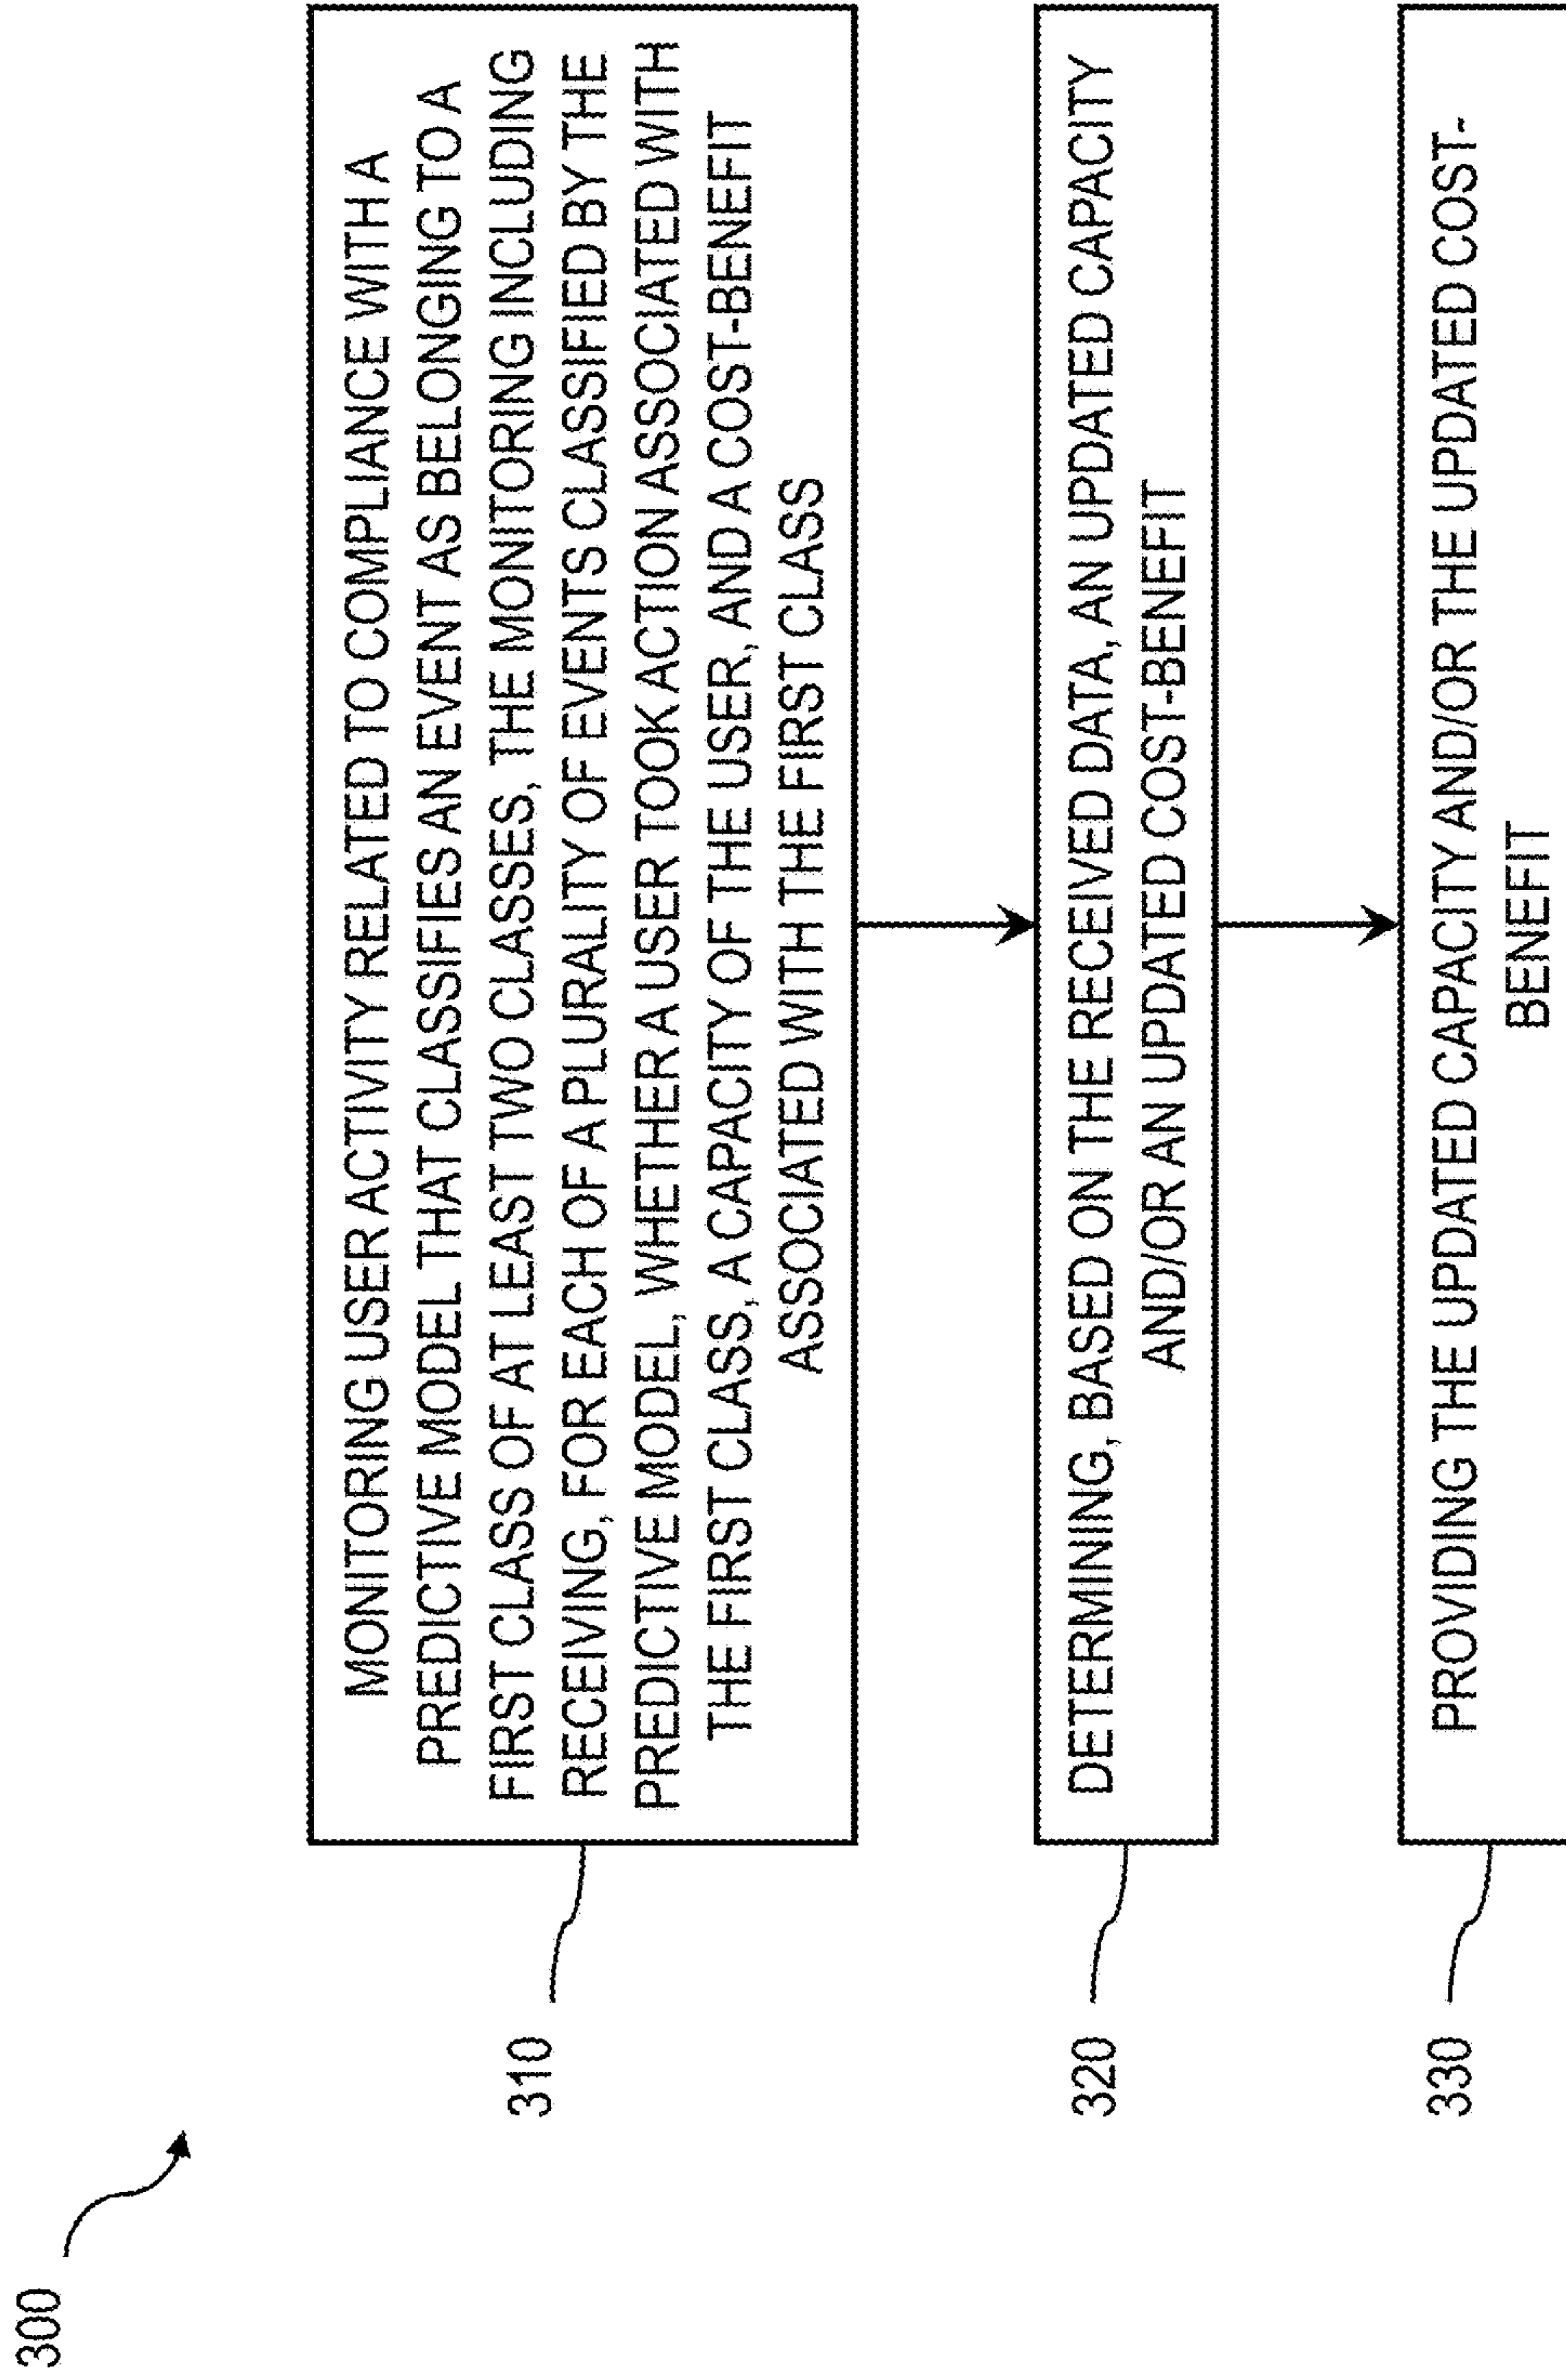 300
310
MONITORING USER ACTIVITY RELATED TO COMPLIANCE WITH A
PREDICTIVE MODEL THAT CLASSIFIES AN EVENT AS BELONGING TO A
FIRST CLASS OF AT LEAST TWO CLASSES, THE MONITORING INCLUDING
RECEIVING, FOR EACH OF A PLURALITY OF EVENTS CLASSIFIED BY THE
PREDICTIVE MODEL, WHETHER A USER TOOK ACTION ASSOCIATED WITH
THE FIRST CLASS, A CAPACITY OF THE USER, AND A COST-BENEFIT
ASSOCIATED WITH THE FIRST CLASS
320
DETERMINING, BASED ON THE RECEIVED DATA, AN UPDATED CAPACITY
AND/OR AN UPDATED COST-BENEFIT
330
PROVIDING THE UPDATED CAPACITY AND/OR THE UPDATED COST-
BENEFIT